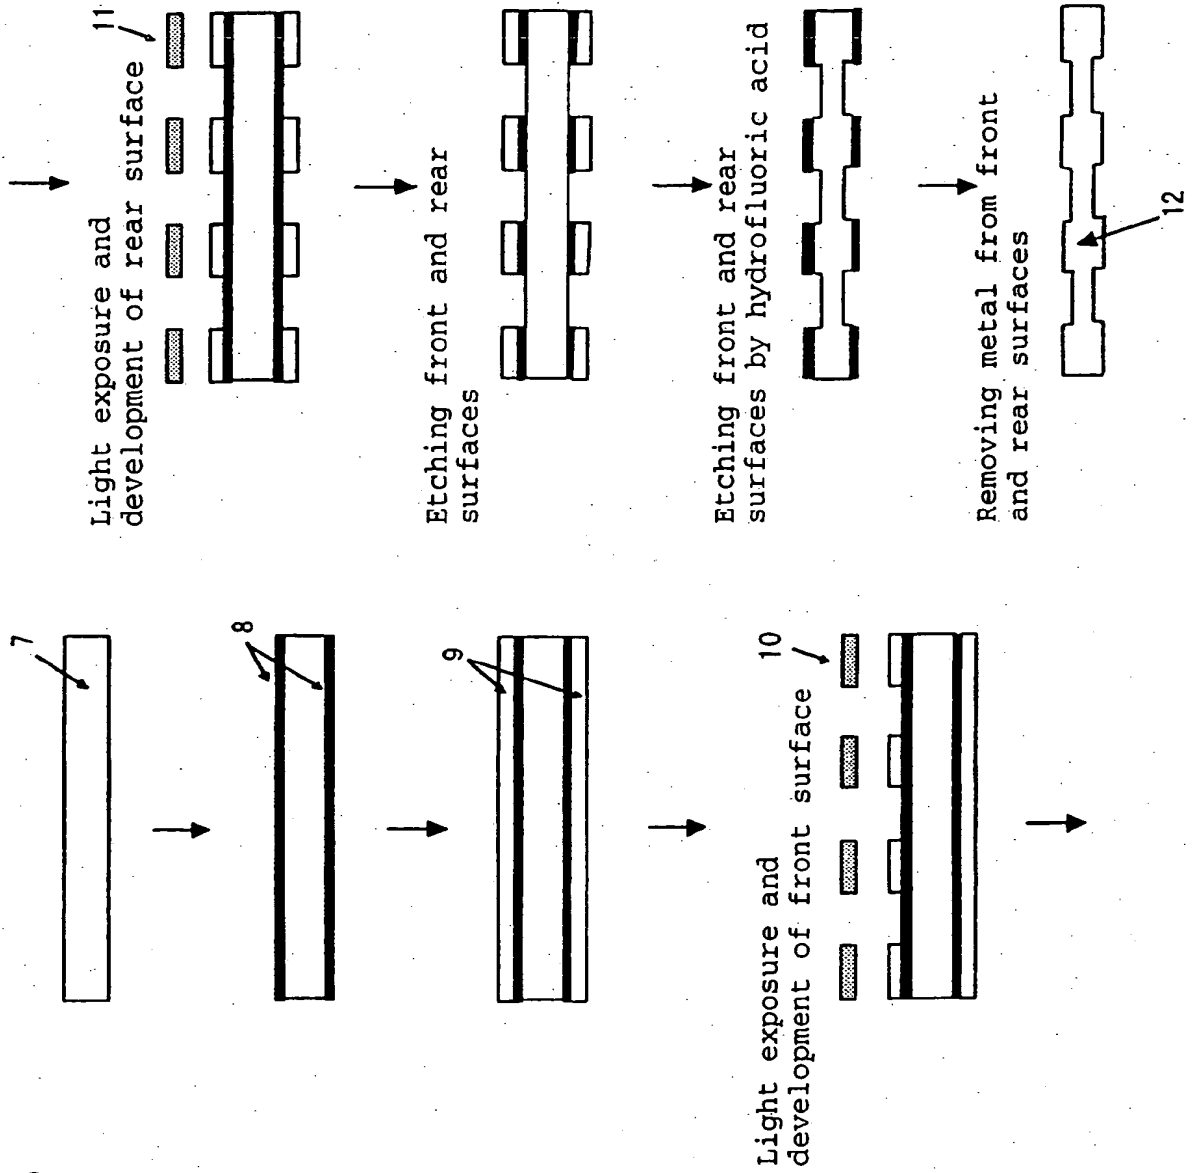 7
8
9
Light exposure and
development of front surface
10
Light exposure and
development of rear surface
11
Etching front and rear
surfaces
Etching front and rear
surfaces by hydrofluoric acid
Removing metal from front
and rear surfaces
12